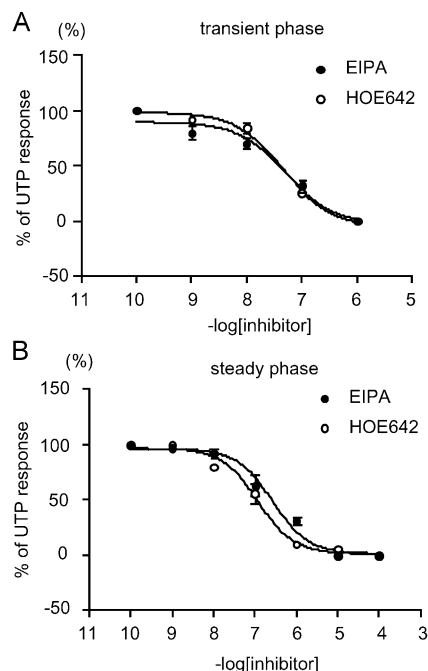 A
(%)
transient phase
EIPA
HOE642
% of UTP response
150
100
50
0
-50
11 10 9 8 7 6 5
-log[inhibitor]
B
(%)
steady phase
EIPA
HOE642
% of UTP response
150
100
50
0
-50
11 10 9 8 7 6 5 4 3
-log[inhibitor]